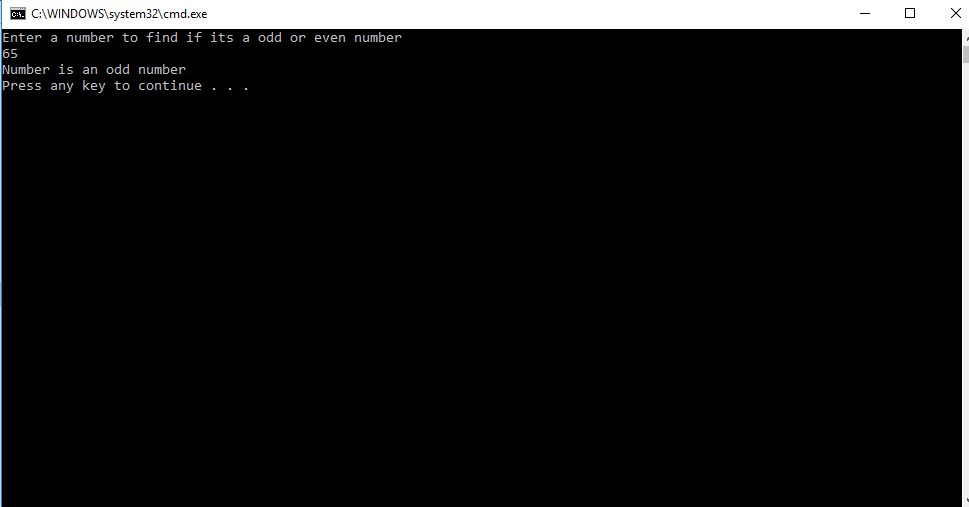 C:\WINDOWS\system32\cmd.exe
Enter a number to find if its a odd or even number
65
Number is an odd number
Press any key to continue . . .